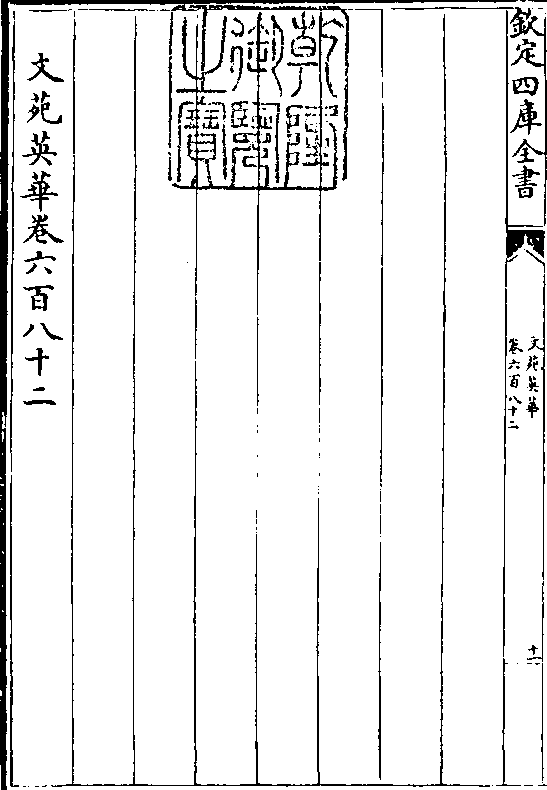 欽定四庫全書
文苑英華
卷六百八十二
十一
乾隆
御覽
之寶
文苑英華卷六百八十二